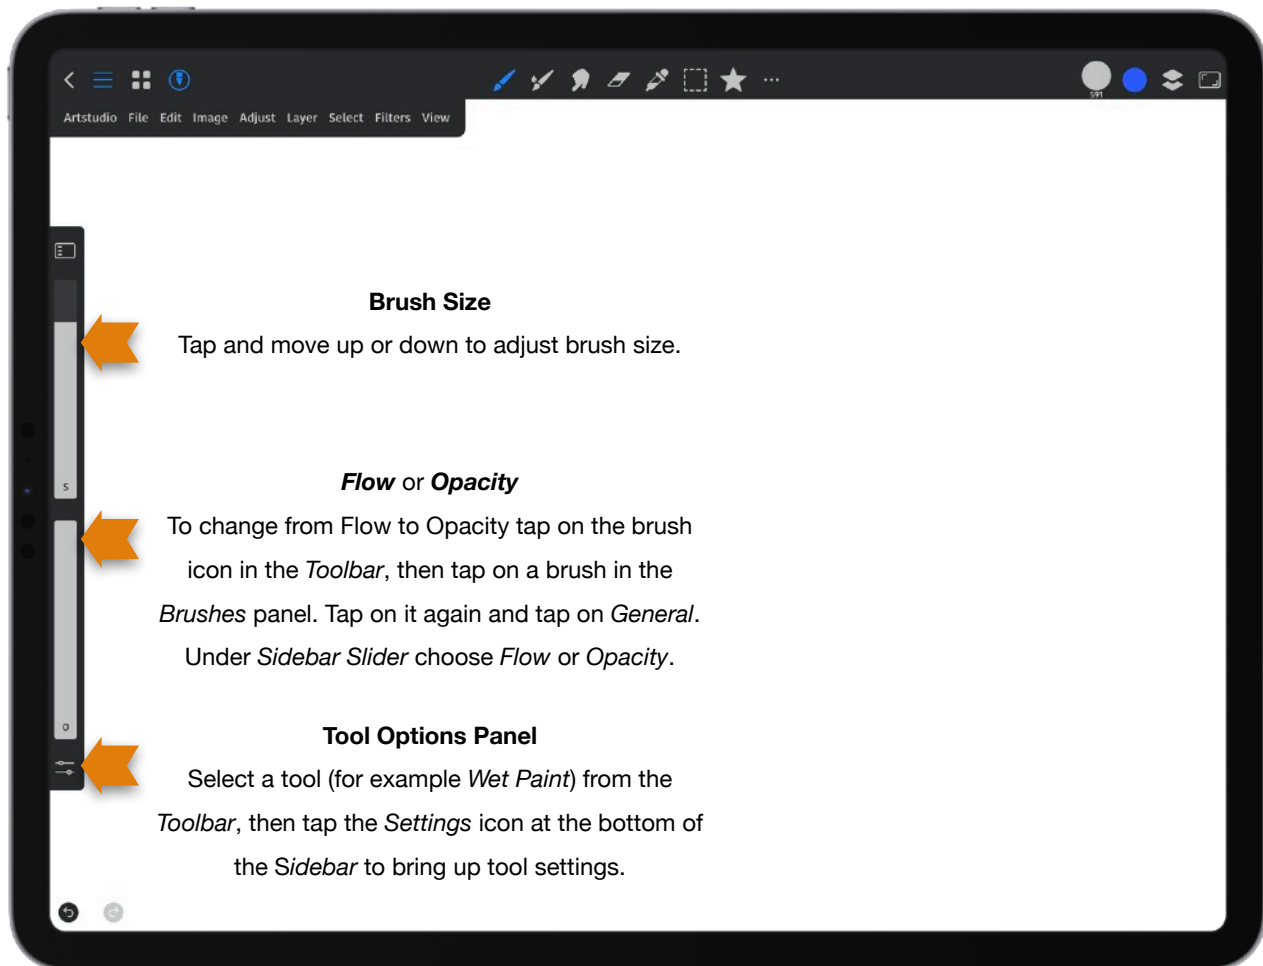 591
Artstudio File Edit Image Adjust Layer Select Filters View
Brush Size
Tap and move up or down to adjust brush size.
S
Flow or Opacity
To change from Flow to Opacity tap on the brush
icon in the Toolbar, then tap on a brush in the
Brushes panel. Tap on it again and tap on General.
Under Sidebar Slider choose Flow or Opacity.
O
Tool Options Panel
Select a tool (for example Wet Paint) from the
Toolbar, then tap the Settings icon at the bottom of
the Sidebar to bring up tool settings.